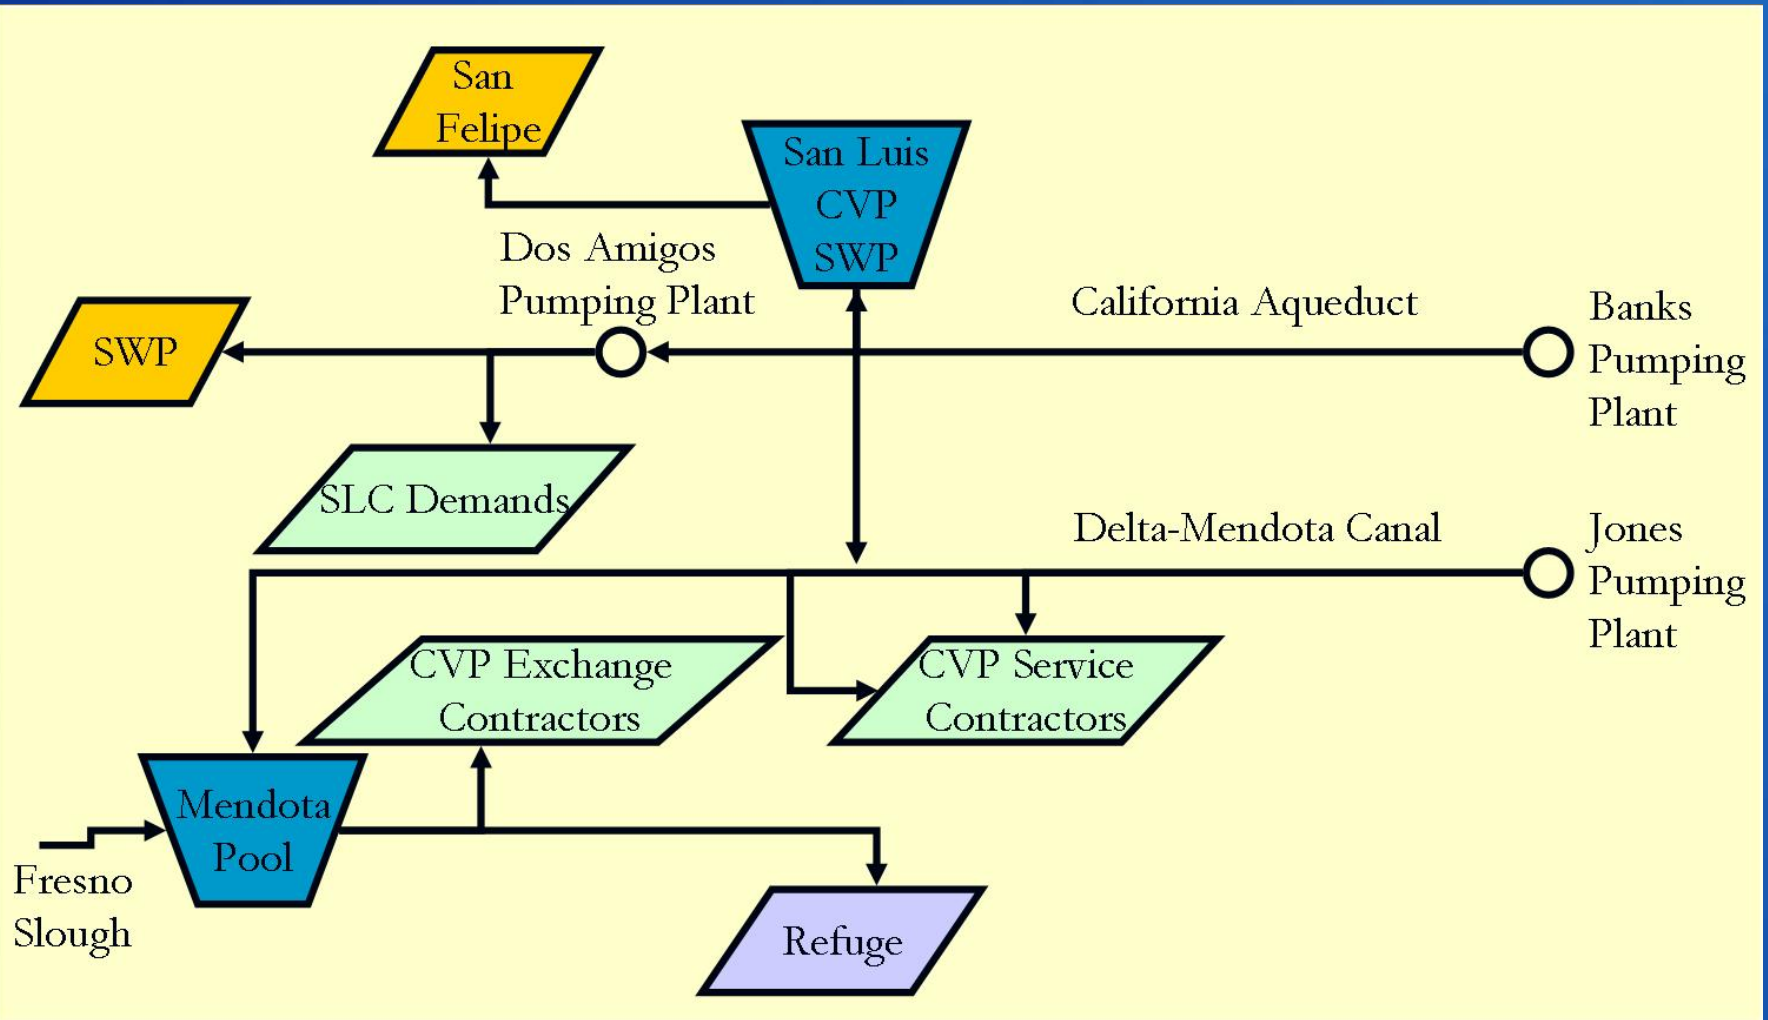 San
Felipe
San Luis
CVP
SWP
Dos Amigos
Pumping Plant
California Aqueduct
Banks
Pumping
Plant
SWP
SLC Demands
Delta-Mendota Canal
Jones
Pumping
Plant
CVP Exchange
Contractors
CVP Service
Contractors
Mendota
Pool
Fresno
Slough
Refuge